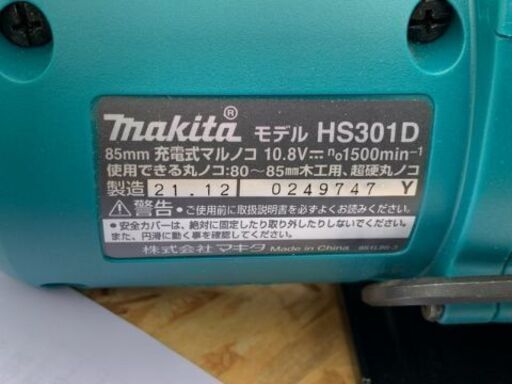 makita® モデル HS301D
85mm 充電式マルノコ 10.8V⎓ n₀1500min⁻¹
使用できる丸ノコ:80〜85mm木工用、超硬丸ノコ
製造 21.12 0249747 Y
⚠警告 ●ご使用前に取扱説明書を必ずよくお読みください。
●安全カバーは、絶対に固定したり取り外したりしないでください。
また、円滑に動く事を確認してください。
株式会社マキタ Made in China